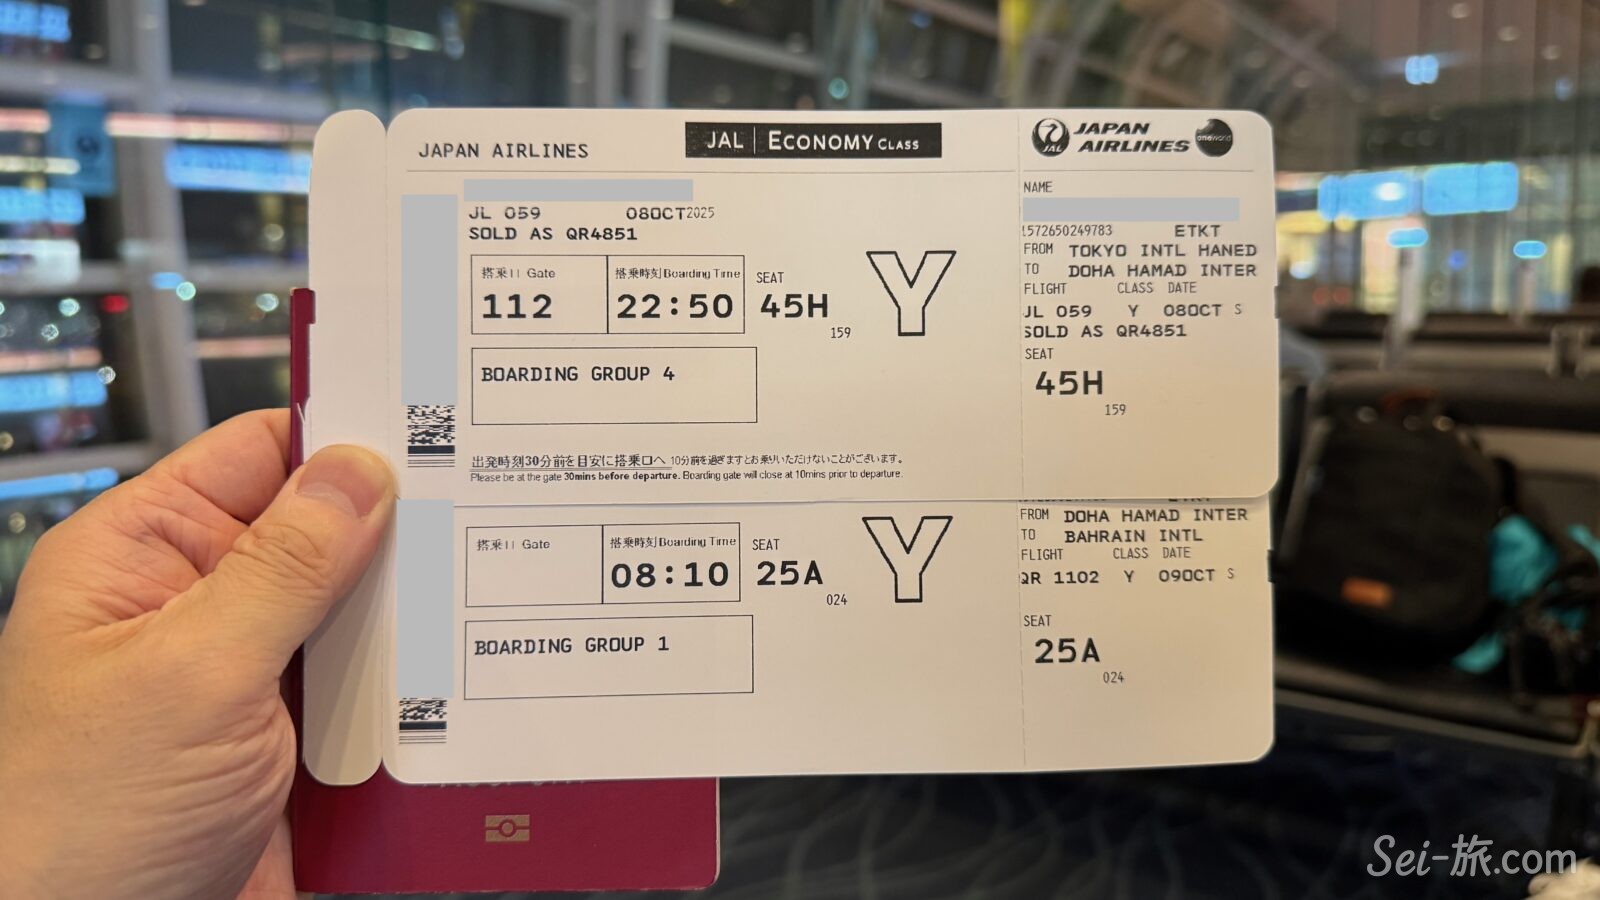 JAPAN AIRLINES
JAL ECONOMY CLASS
JL 059 08OCT2025
SOLD AS QR4851
搭乗口 Gate
112
搭乗時刻 Boarding Time
22:50
SEAT
45H
159
Y
BOARDING GROUP 4
出発時刻30分前を目安に搭乗口へ 10分前を過ぎますとお乗りいただけないことがございます。
Please be at the gate 30mins before departure. Boarding gate will close at 10mins prior to departure.
JAL
JAPAN
AIRLINES
oneworld
NAME
1572650249783 ETKT
FROM TOKYO INTL HANED
TO DOHA HAMAD INTER
FLIGHT CLASS DATE
JL 059 Y 08OCT S
SOLD AS QR4851
SEAT
45H
159
搭乗口 Gate
搭乗時刻 Boarding Time
08:10
SEAT
25A
024
Y
BOARDING GROUP 1
ETKT
FROM DOHA HAMAD INTER
TO BAHRAIN INTL
FLIGHT CLASS DATE
QR 1102 Y 09OCT S
SEAT
25A
024
Sei-旅.com